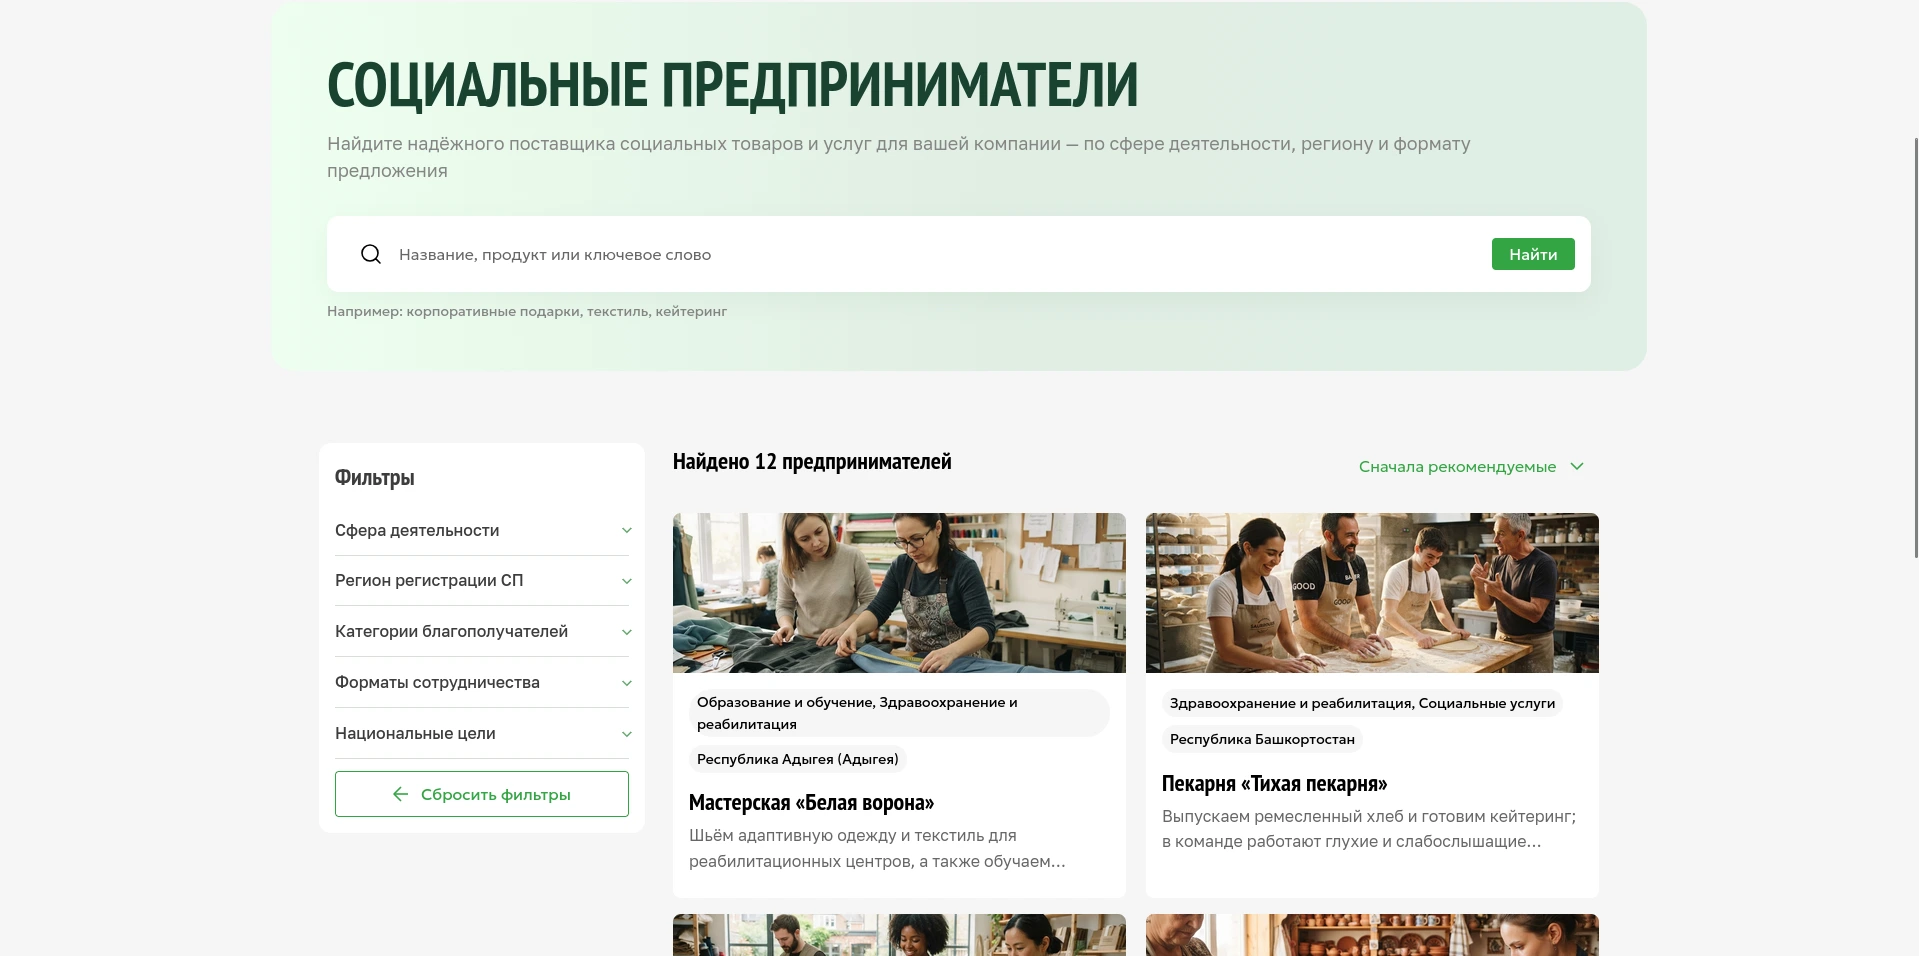 СОЦИАЛЬНЫЕ ПРЕДПРИНИМАТЕЛИ
Найдите надёжного поставщика социальных товаров и услуг для вашей компании — по сфере деятельности, региону и формату
предложения
Название, продукт или ключевое слово
Найти
Например: корпоративные подарки, текстиль, кейтеринг
Фильтры
Сфера деятельности
Регион регистрации СП
Категории благополучателей
Форматы сотрудничества
Национальные цели
Сбросить фильтры
Найдено 12 предпринимателей
Сначала рекомендуемые
Образование и обучение, Здравоохранение и
реабилитация
Республика Адыгея (Адыгея)
Мастерская «Белая ворона»
Шьём адаптивную одежду и текстиль для
реабилитационных центров, а также обучаем...
GOOD
GOOD
Здравоохранение и реабилитация, Социальные услуги
Республика Башкортостан
Пекарня «Тихая пекарня»
Выпускаем ремесленный хлеб и готовим кейтеринг;
в команде работают глухие и слабослышащие...